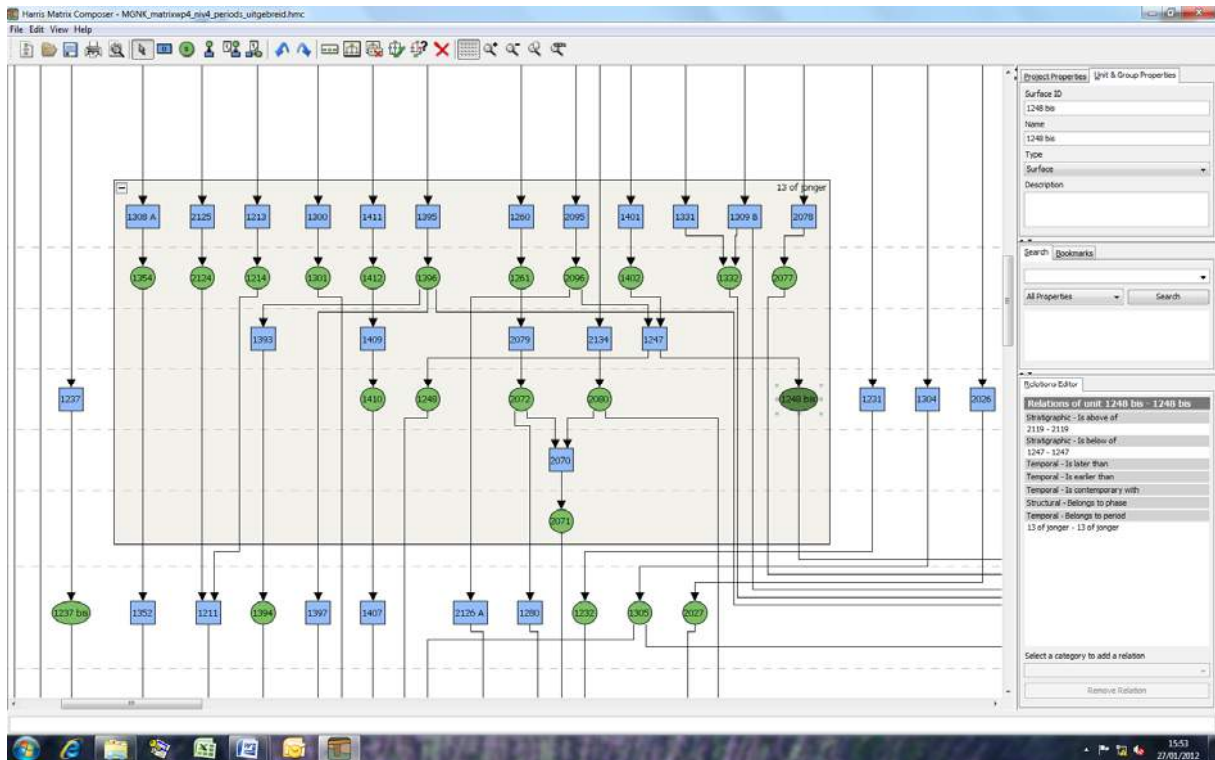 Harris Matrix Composer - MGNK_matrixwp4_niv4_periods_uitgebreid.hmc
File Edit View Help
Project Properties Unit & Group Properties
Surface ID
1248 bis
Name
1248 bis
Type
Surface
Description
13 of jonger
1308 A 2125 1213 1300 1411 1395 1260 2095 1401 1331 1309 B 2078
1354 2124 1214 1301 1412 1396 1261 2096 1402 1332 2077
1393 1409 2079 2134 1247
1237 1410 1248 2072 2080 1248 bis 1231 1304 2026
2070
2071
1237 bis 1352 1211 1394 1397 1407 2126 A 1280 1232 1305 2027
Search Bookmarks
All Properties Search
Relations Editor
Relations of unit 1248 bis - 1248 bis
Stratigraphic - Is above of
2119 - 2119
Stratigraphic - Is below of
1247 - 1247
Temporal - Is later than
Temporal - Is earlier than
Temporal - Is contemporary with
Structural - Belongs to phase
Temporal - Belongs to period
13 of jonger - 13 of jonger
Select a category to add a relation
Remove Relation
15:53
27/01/2012